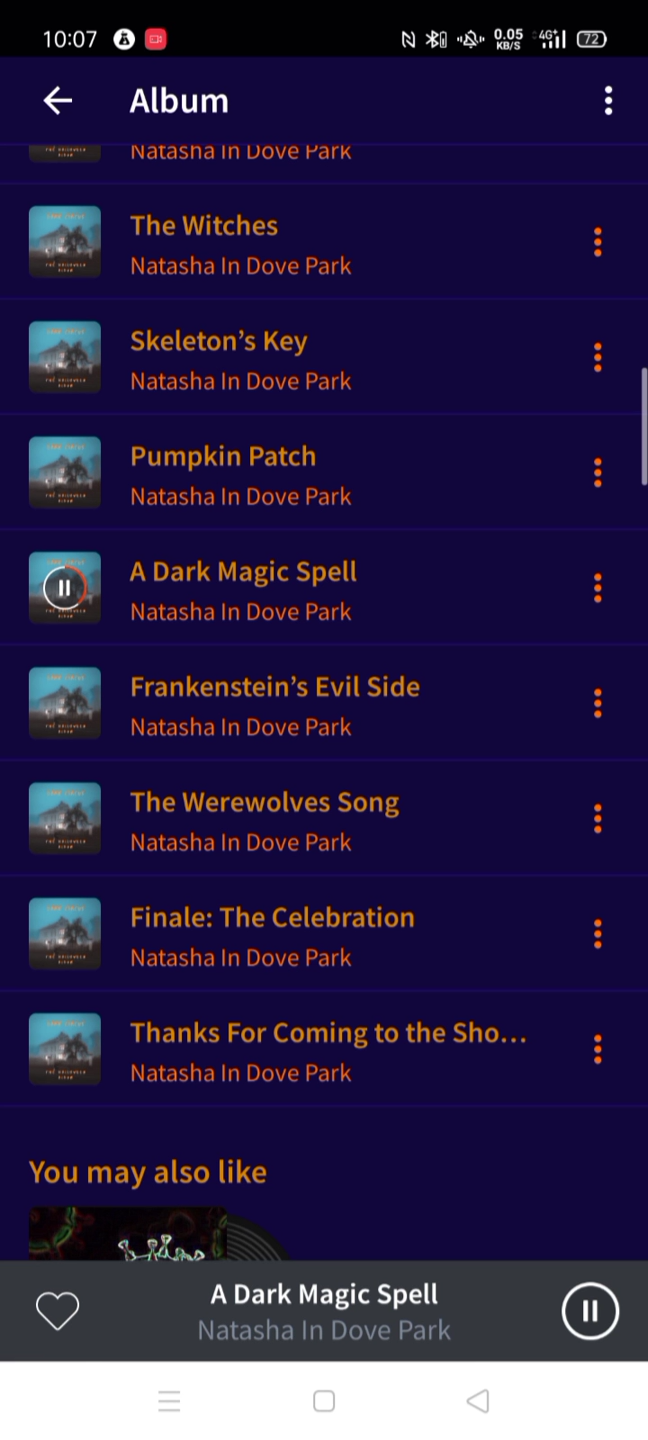 10:07
0.05
KB/S
4G+
72
Album
Natasha In Dove Park
The Witches
Natasha In Dove Park
Skeleton’s Key
Natasha In Dove Park
Pumpkin Patch
Natasha In Dove Park
A Dark Magic Spell
Natasha In Dove Park
Frankenstein’s Evil Side
Natasha In Dove Park
The Werewolves Song
Natasha In Dove Park
Finale: The Celebration
Natasha In Dove Park
Thanks For Coming to the Sho...
Natasha In Dove Park
You may also like
A Dark Magic Spell
Natasha In Dove Park